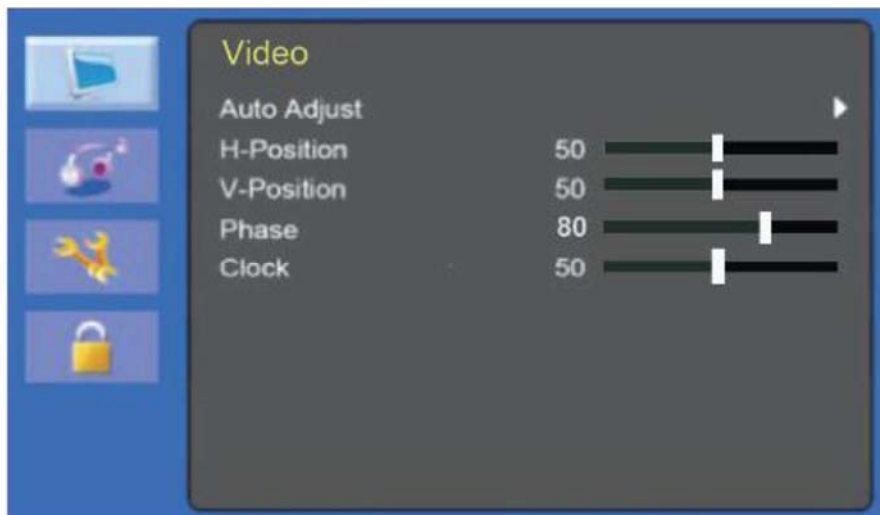 Video
Auto Adjust
H-Position 50
V-Position 50
Phase 80
Clock 50